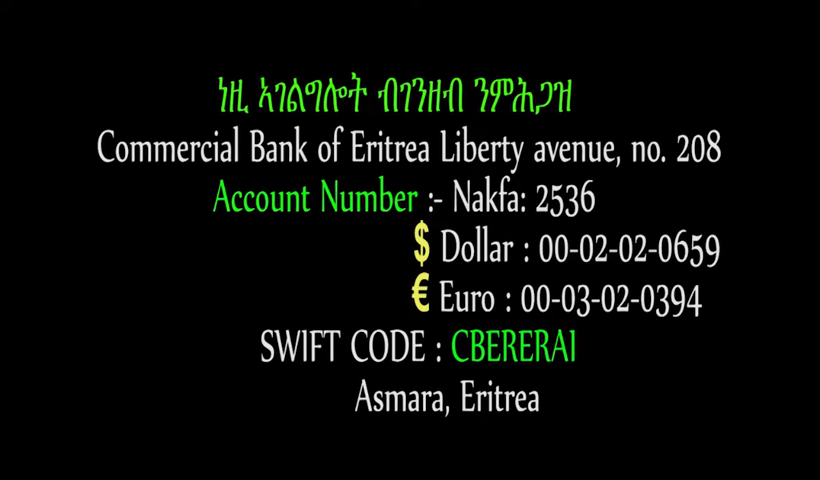 ነዚ ኣገልግሎት ብገንዘብ ንምሕጋዝ
Commercial Bank of Eritrea Liberty avenue, no. 208
Account Number :- Nakfa: 2536
$ Dollar : 00-02-02-0659
€ Euro : 00-03-02-0394
SWIFT CODE : CBERERAI
Asmara, Eritrea